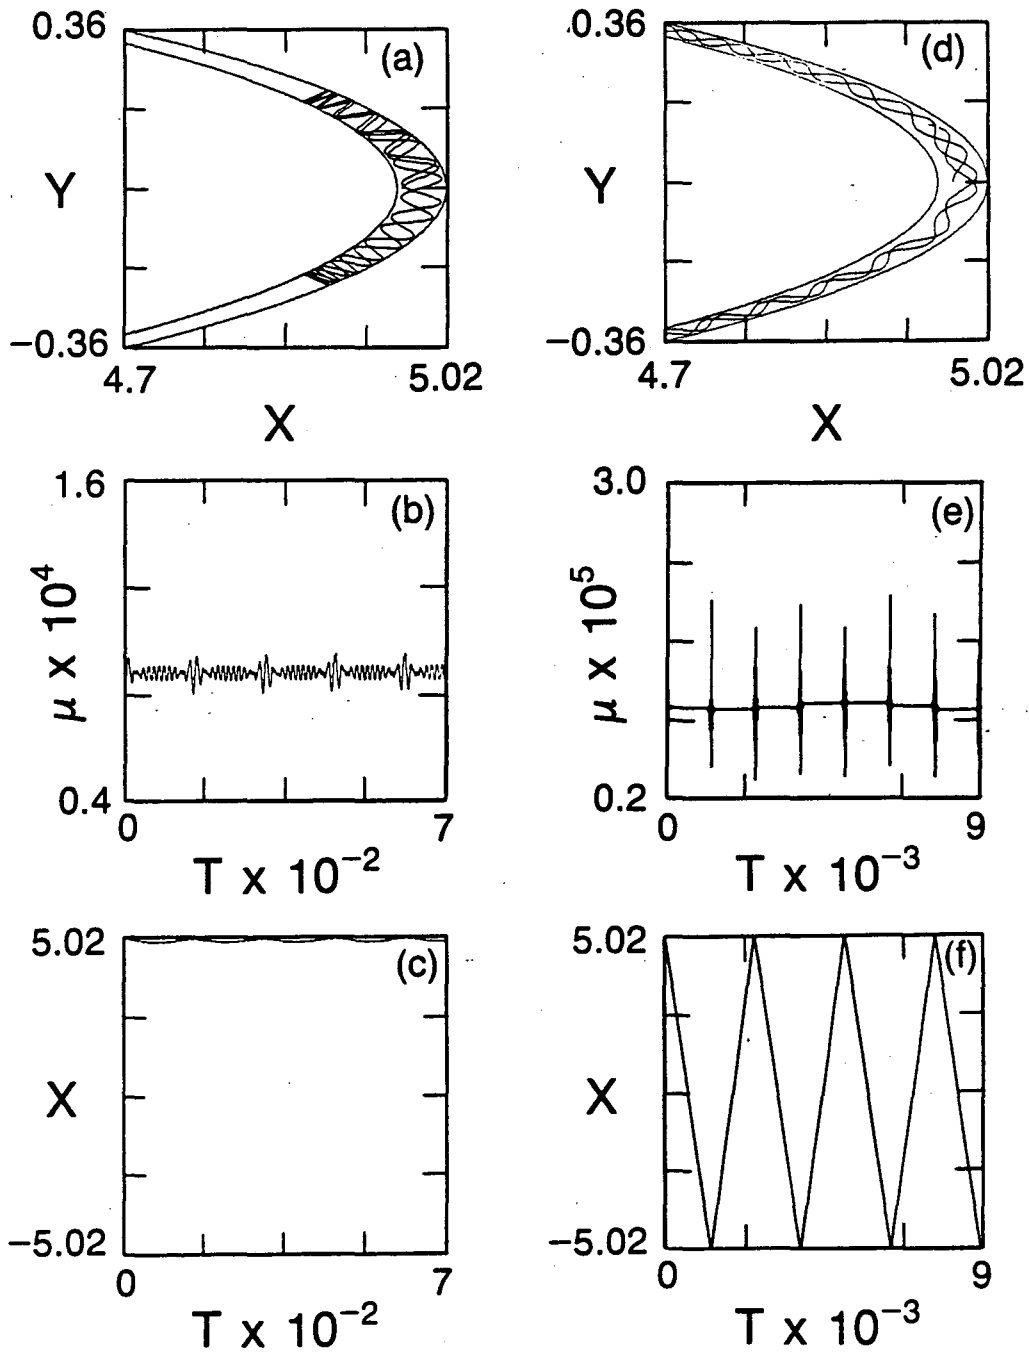 0.36
(a)
Y
-0.36
4.7
5.02
X
0.36
(d)
Y
-0.36
4.7
5.02
X
1.6
(b)
μ x 10^4
0.4
0
7
T x 10^−2
3.0
(e)
μ x 10^5
0.2
0
9
T x 10^−3
5.02
(c)
X
−5.02
0
7
T x 10^−2
5.02
(f)
X
−5.02
0
9
T x 10^−3